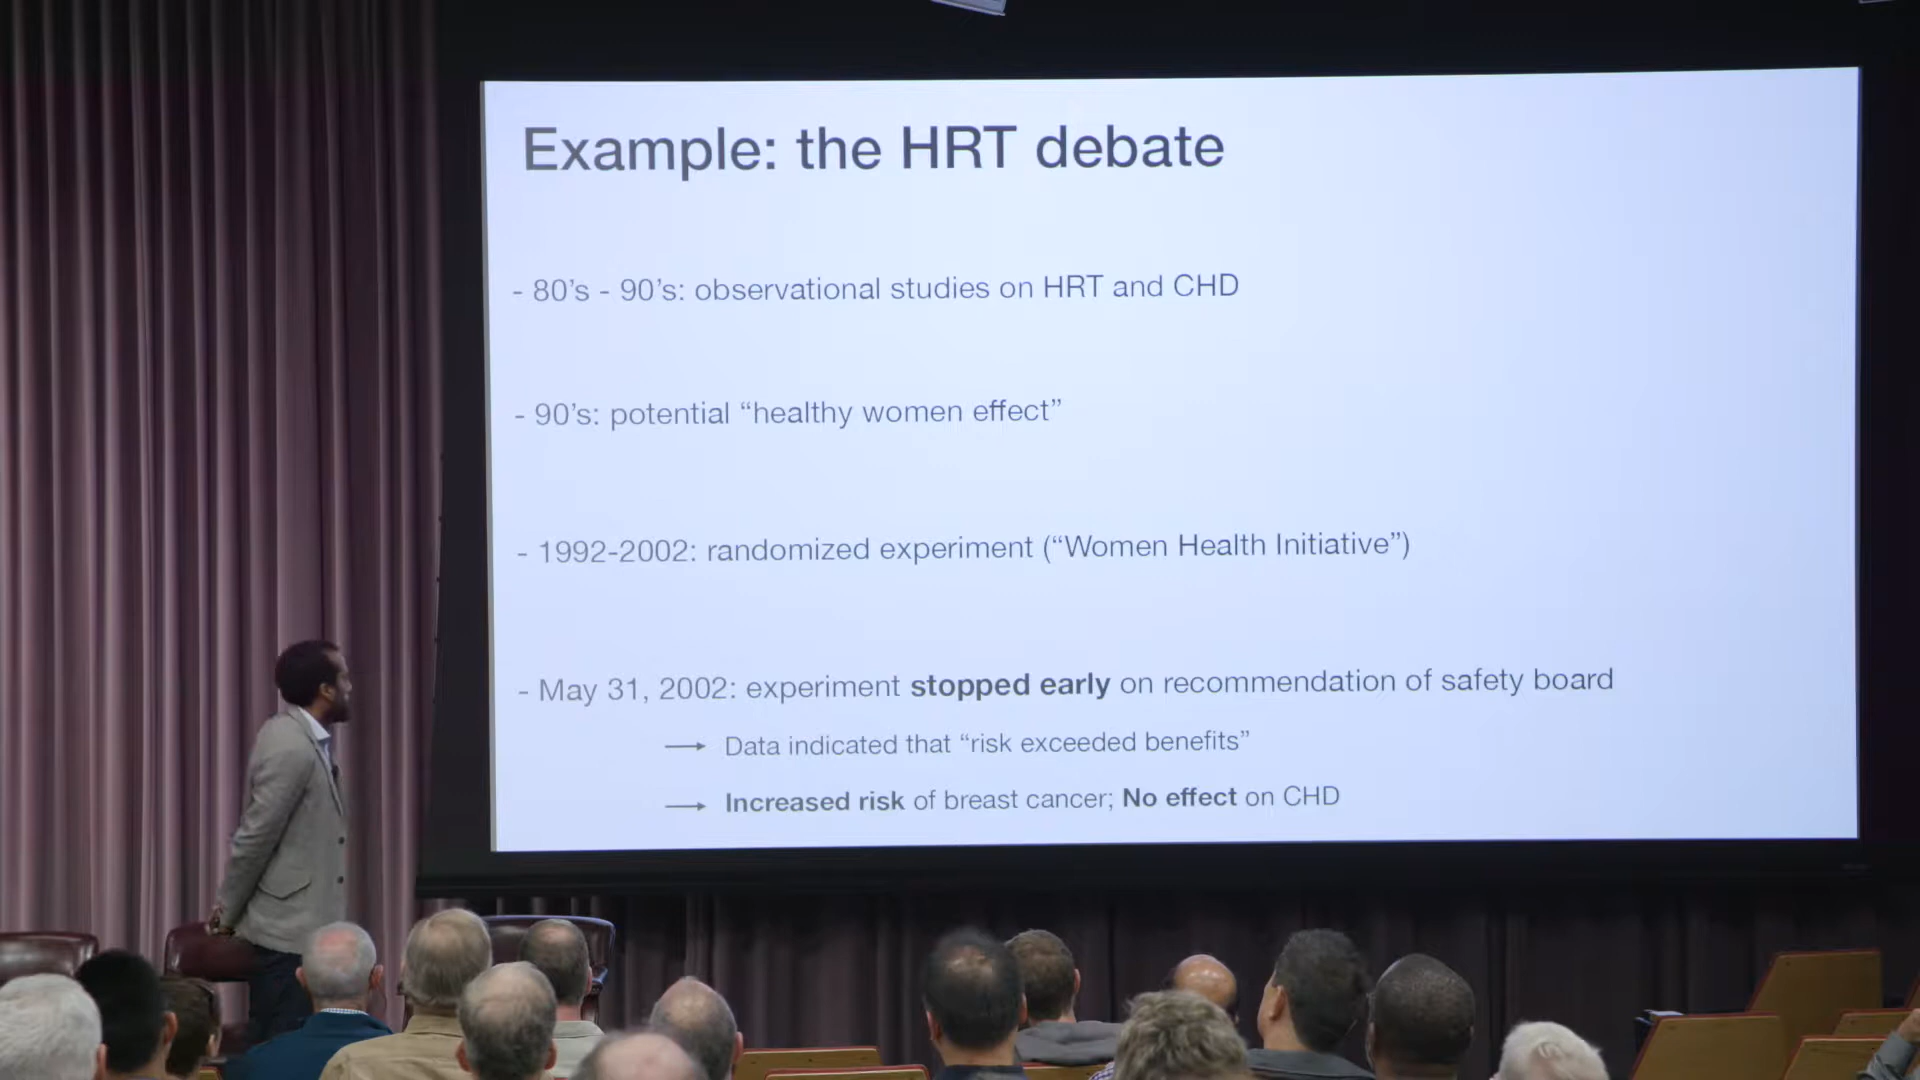 Example: the HRT debate
- 80’s - 90’s: observational studies on HRT and CHD
- 90’s: potential “healthy women effect”
- 1992-2002: randomized experiment (“Women Health Initiative”)
- May 31, 2002: experiment stopped early on recommendation of safety board
→ Data indicated that “risk exceeded benefits”
→ Increased risk of breast cancer; No effect on CHD